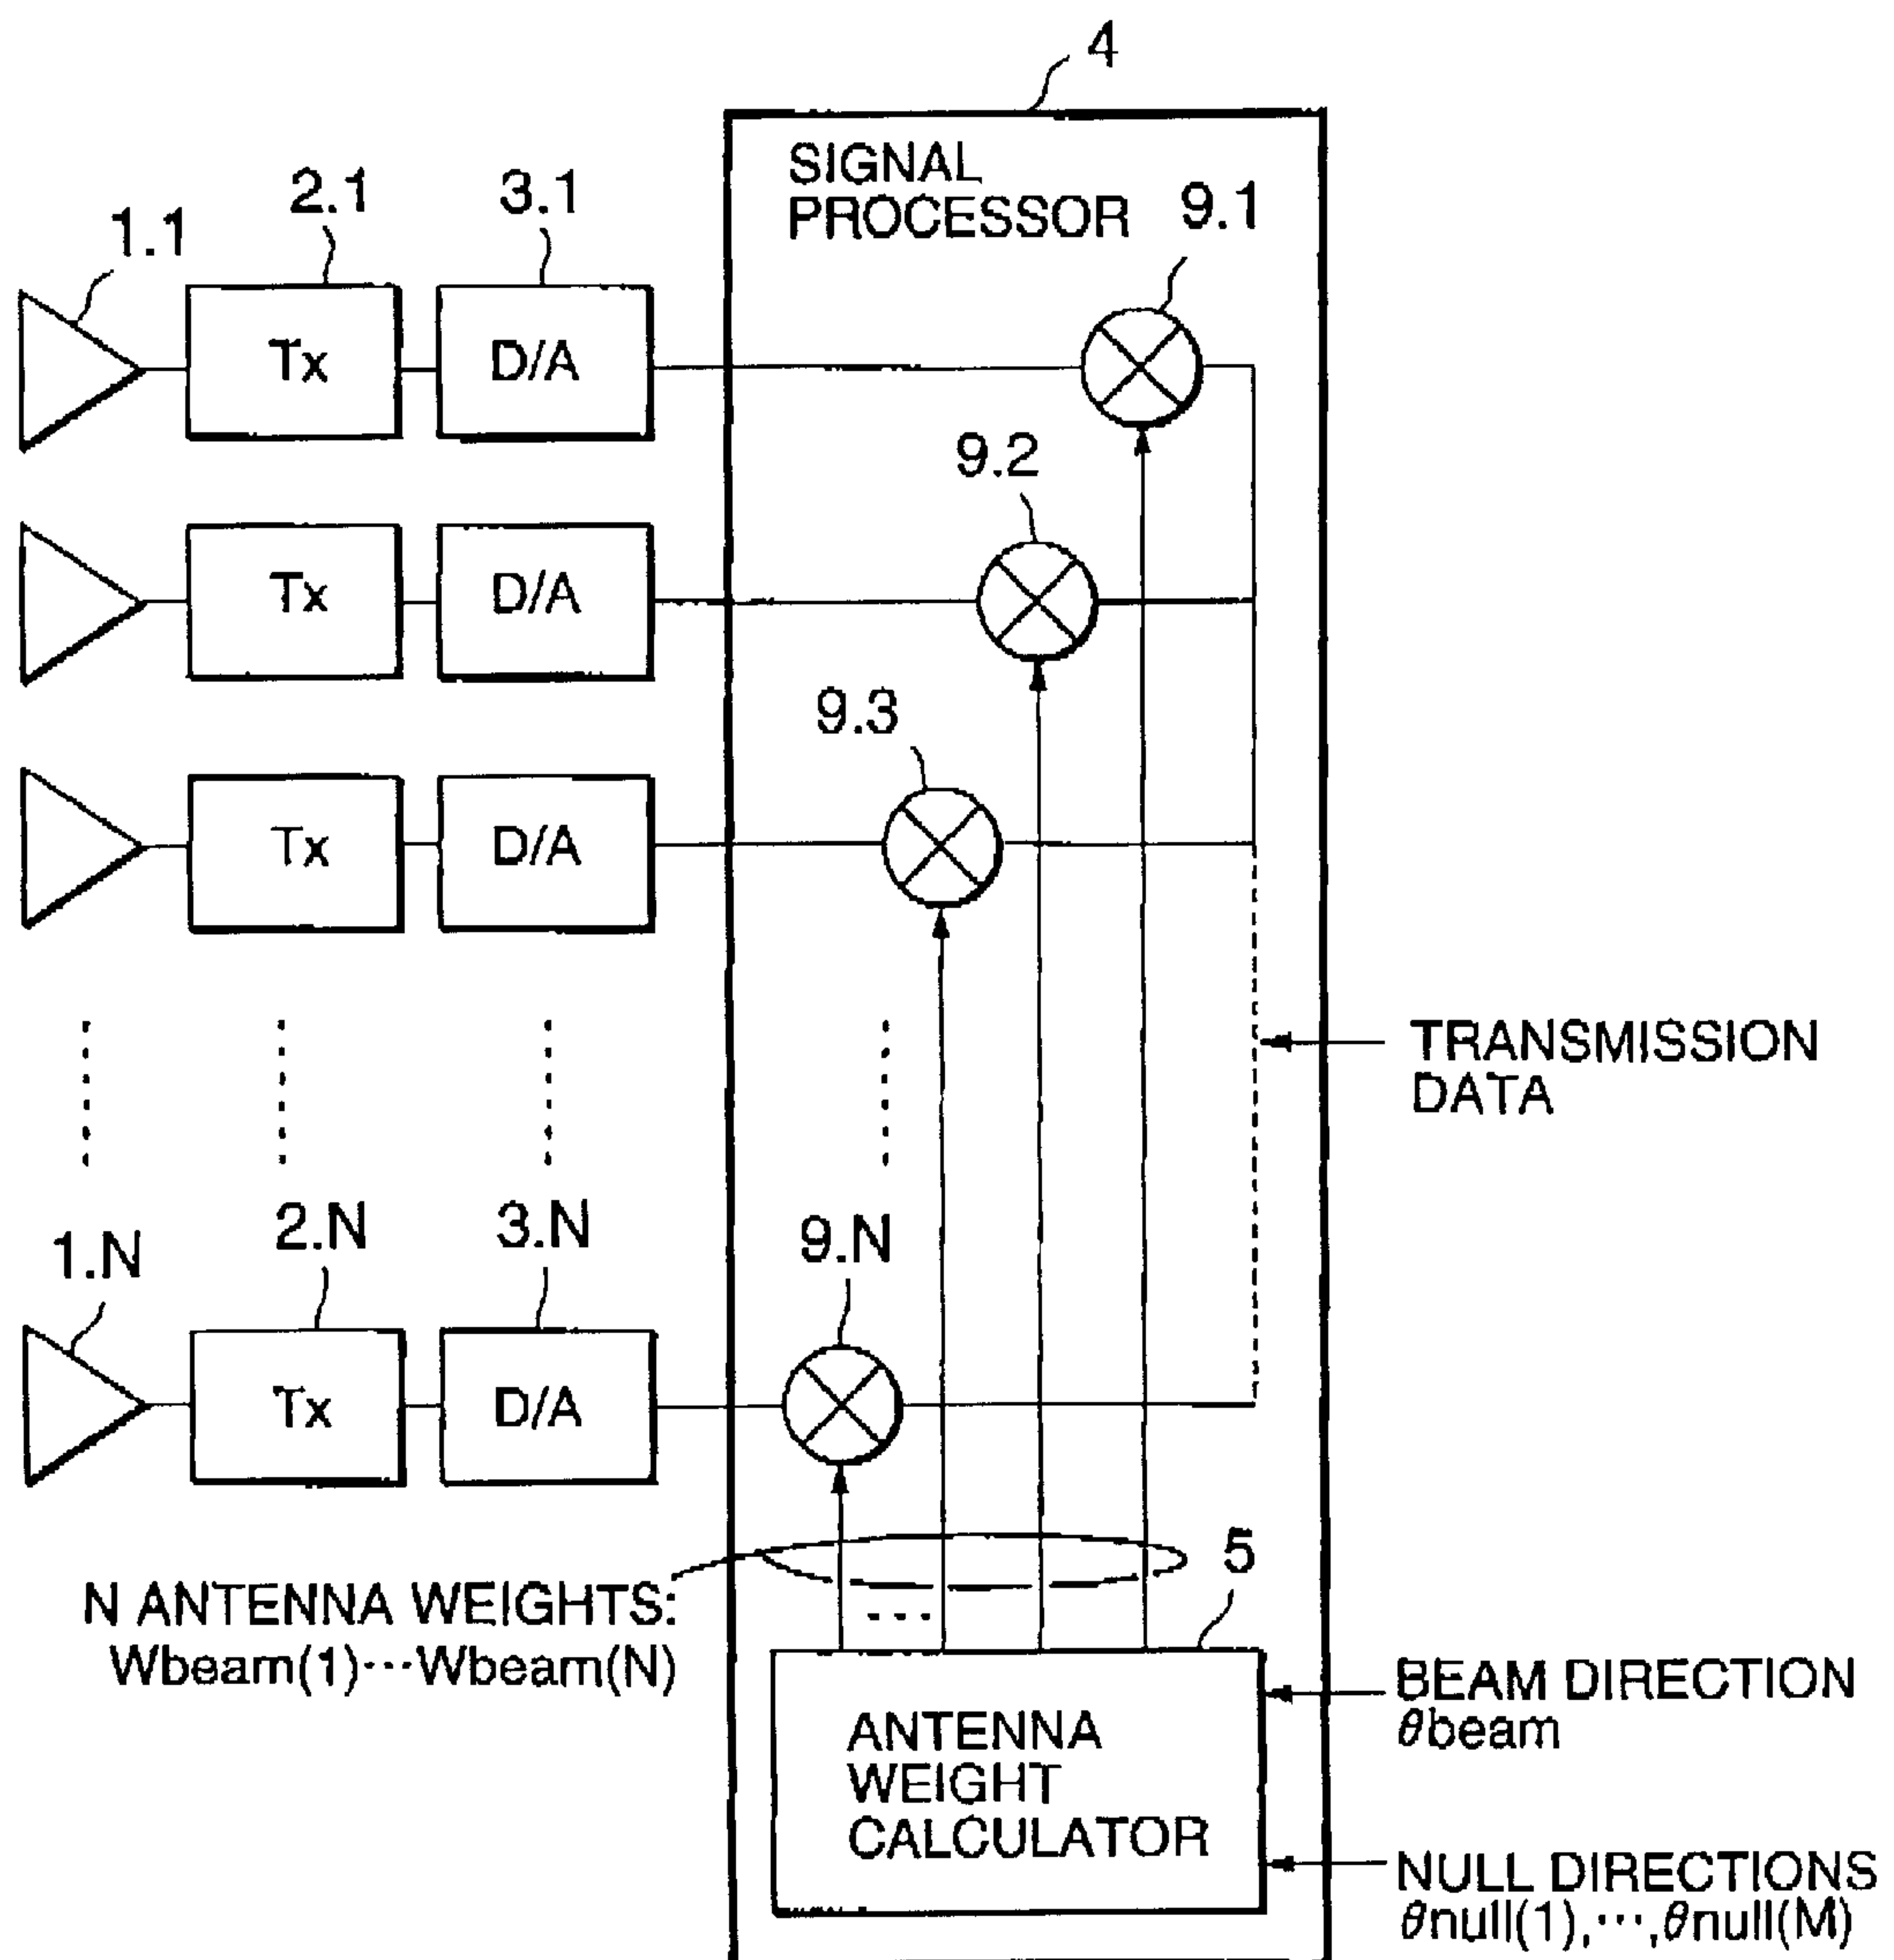 4
SIGNAL
PROCESSOR
1.1
2.1
3.1
9.1
Tx
D/A
9.2
Tx
D/A
9.3
Tx
D/A
TRANSMISSION
DATA
1.N
2.N
3.N
9.N
Tx
D/A
N ANTENNA WEIGHTS:
Wbeam(1)···Wbeam(N)
···
5
ANTENNA
WEIGHT
CALCULATOR
BEAM DIRECTION
θbeam
NULL DIRECTIONS
θnull(1),···,θnull(M)